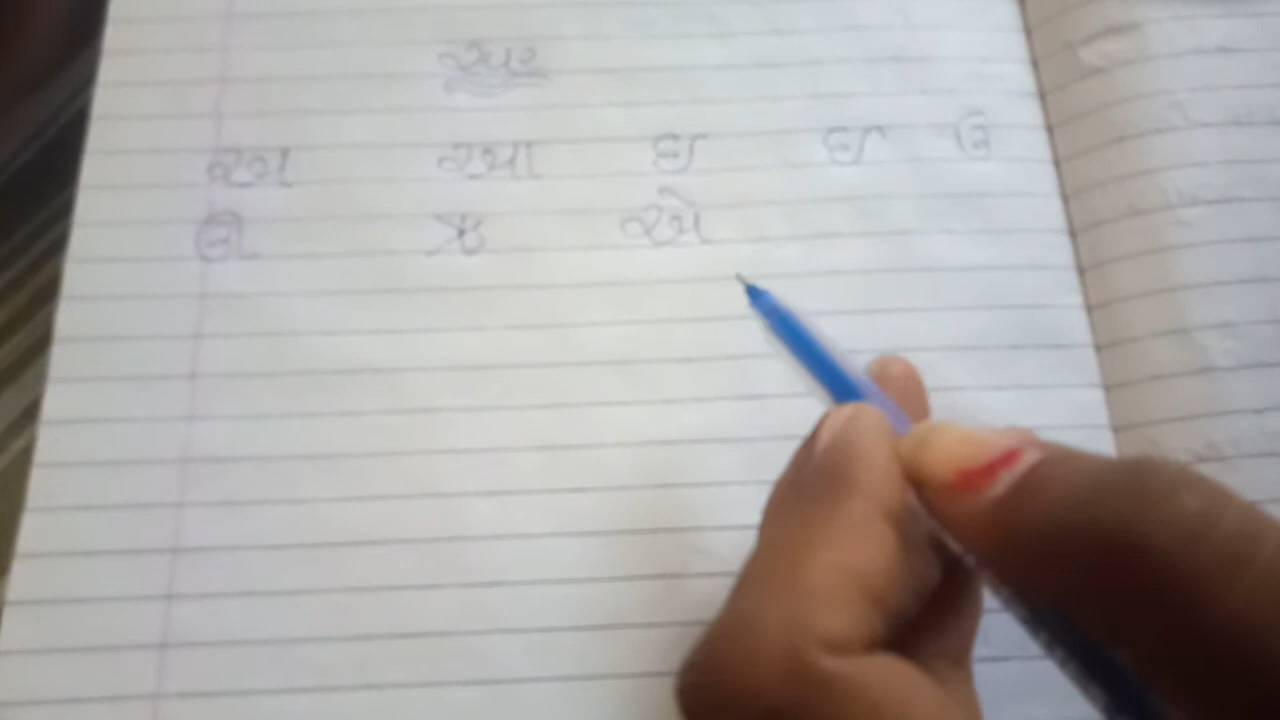 સ્વર
અ આ ઇ ઈ ઉ
ઊ ઋ એ